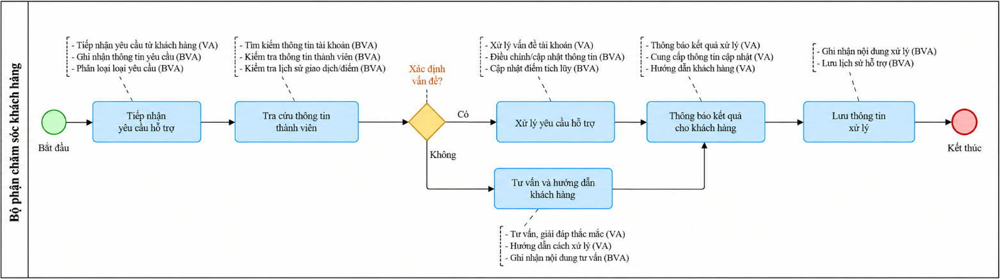 Bộ phận chăm sóc khách hàng
- Tiếp nhận yêu cầu từ khách hàng (VA)
- Ghi nhận thông tin yêu cầu (BVA)
- Phân loại loại yêu cầu (BVA)
- Tìm kiếm thông tin tài khoản (BVA)
- Kiểm tra thông tin thành viên (BVA)
- Kiểm tra lịch sử giao dịch/điểm (BVA)
Xác định
vấn đề?
- Xử lý vấn đề tài khoản (VA)
- Điều chỉnh/cập nhật thông tin (BVA)
- Cập nhật điểm tích lũy (BVA)
- Thông báo kết quả xử lý (VA)
- Cung cấp thông tin cập nhật (VA)
- Hướng dẫn khách hàng (VA)
- Ghi nhận nội dung xử lý (BVA)
- Lưu lịch sử hỗ trợ (BVA)
Bắt đầu
Tiếp nhận
yêu cầu hỗ trợ
Tra cứu thông tin
thành viên
Có
Xử lý yêu cầu hỗ trợ
Thông báo kết quả
cho khách hàng
Lưu thông tin
xử lý
Kết thúc
Không
Tư vấn và hướng dẫn
khách hàng
- Tư vấn, giải đáp thắc mắc (VA)
- Hướng dẫn cách xử lý (VA)
- Ghi nhận nội dung tư vấn (BVA)